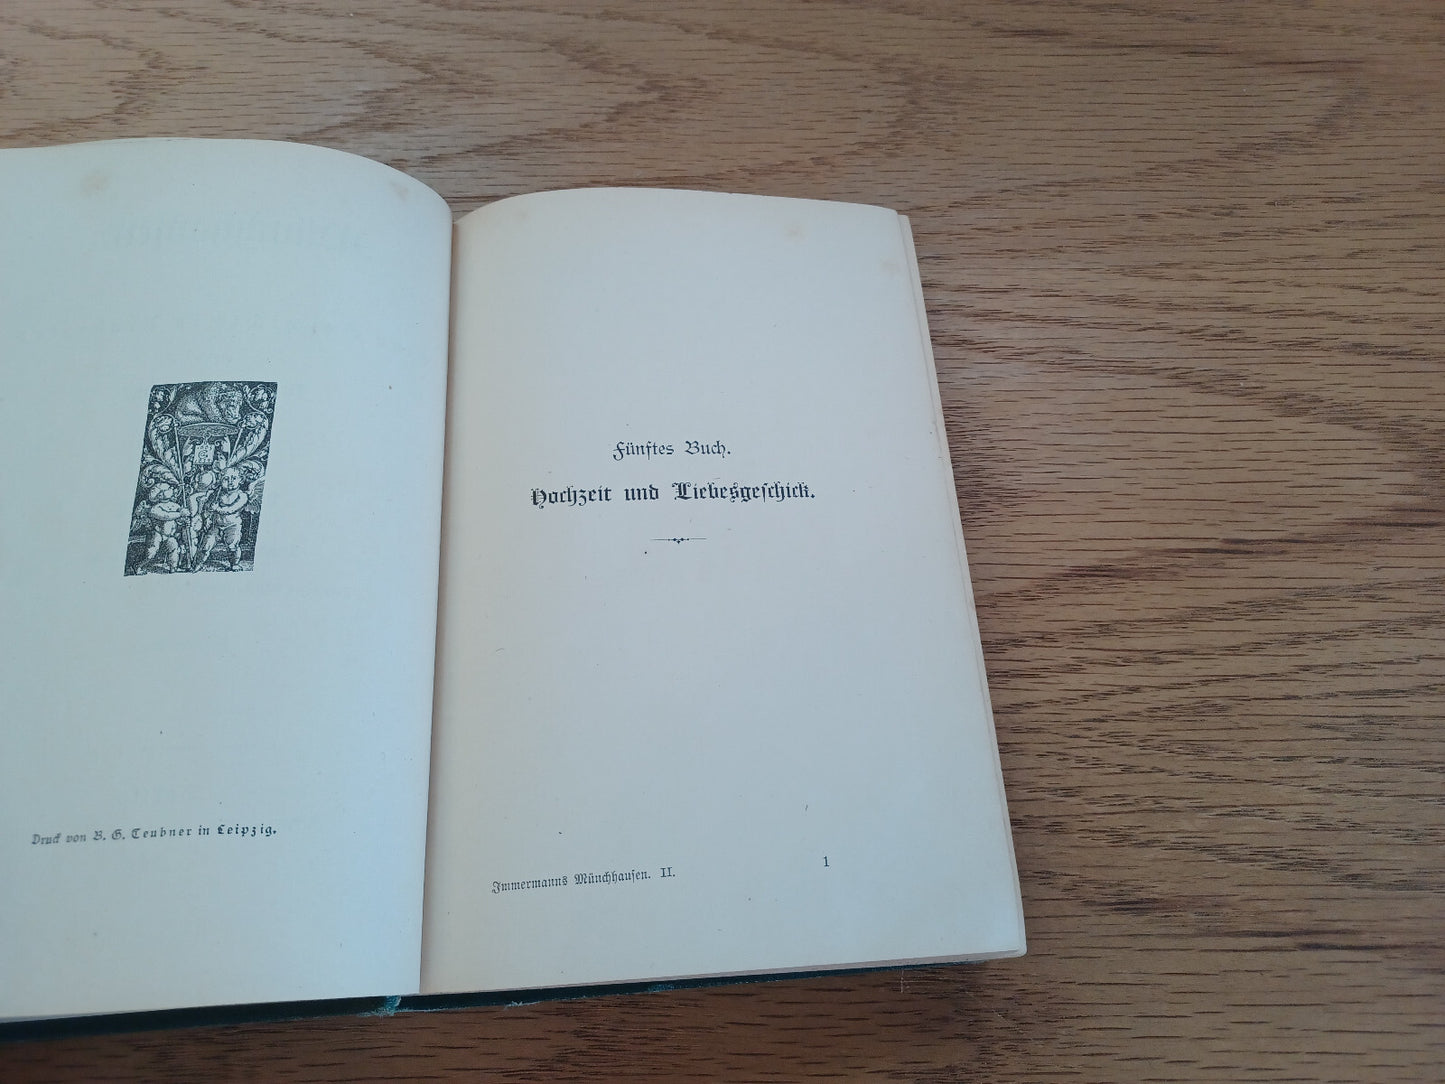 Druck von B. G. Teubner in Leipzig.
Fünftes Buch.
Hochzeit und Liebesgeschick.
Immermanns Münchhausen. II.
1